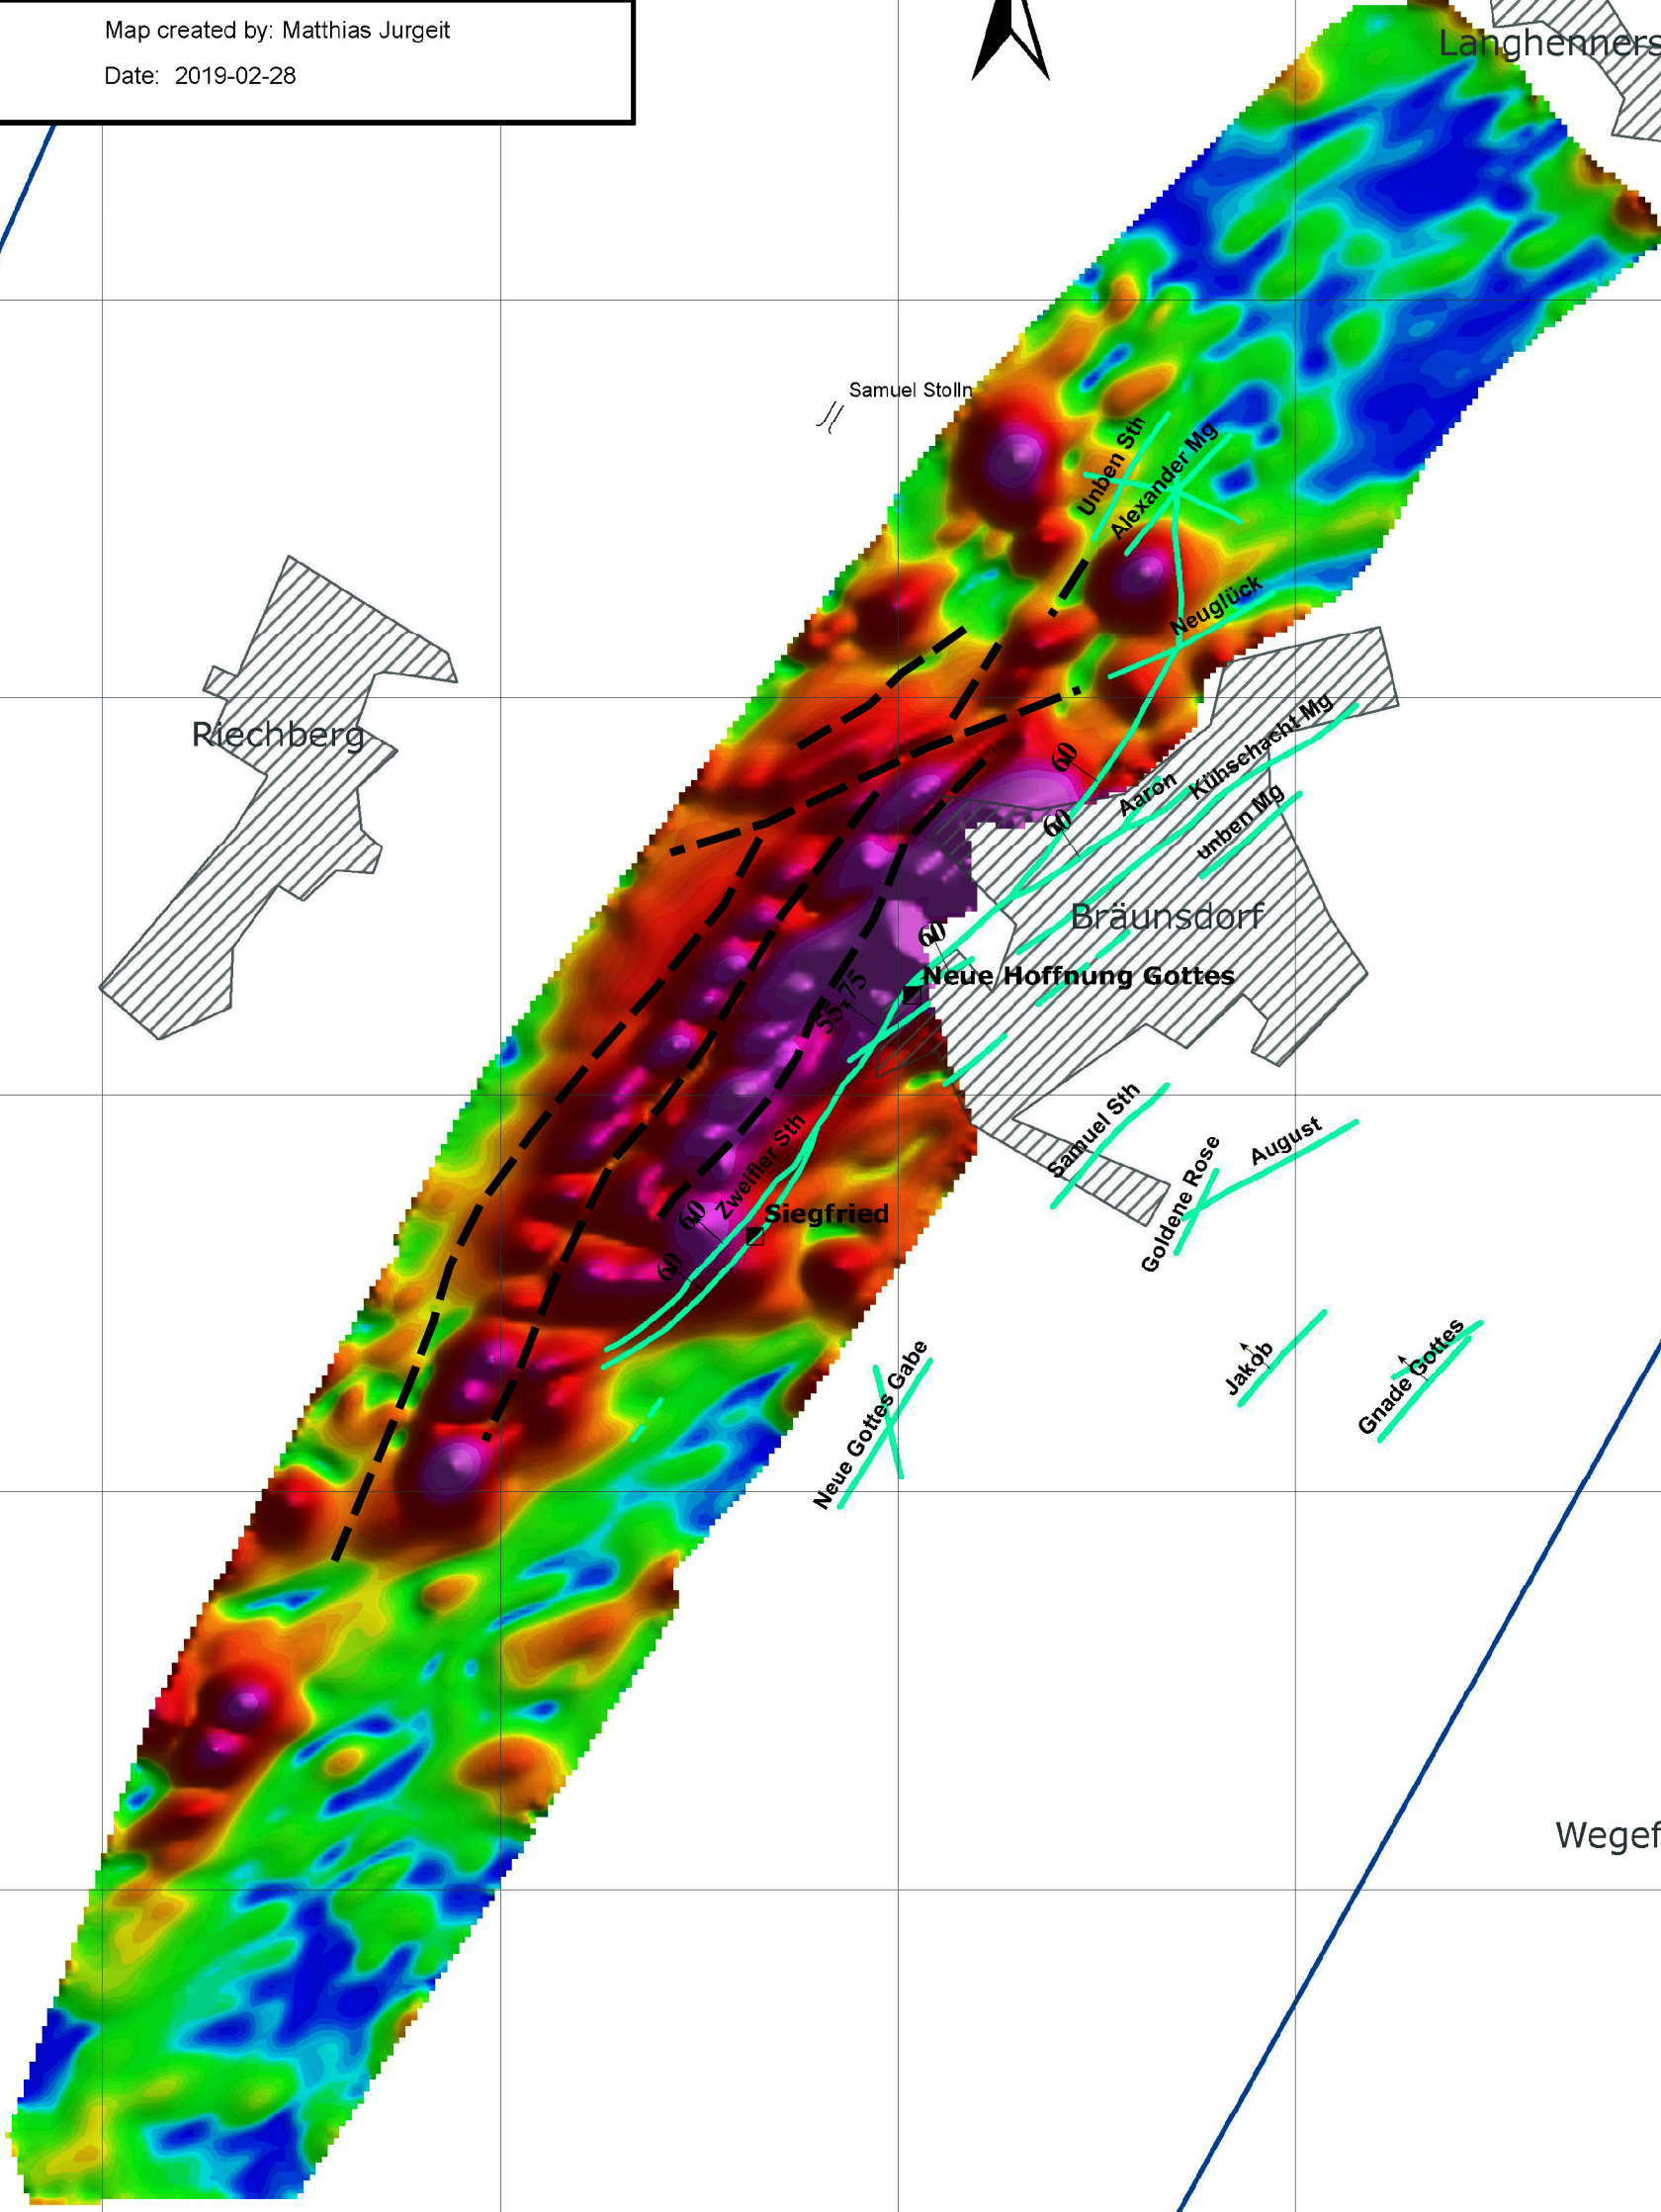 Map created by: Matthias Jurgeit
Date: 2019-02-28
Langhenners
Samuel Stolln
Unben Sth
Alexander Mg
Neuglück
Riechberg
60
Kühschacht Mg
Aaron
60
unben Mg
Bräunsdorf
60
Neue Hoffnung Gottes
55-75
Samuel Sth
August
Zweifler Sth
Goldene Rose
60
Siegfried
60
Neue Gottes Gabe
Jakob
Gnade Gottes
Wegef